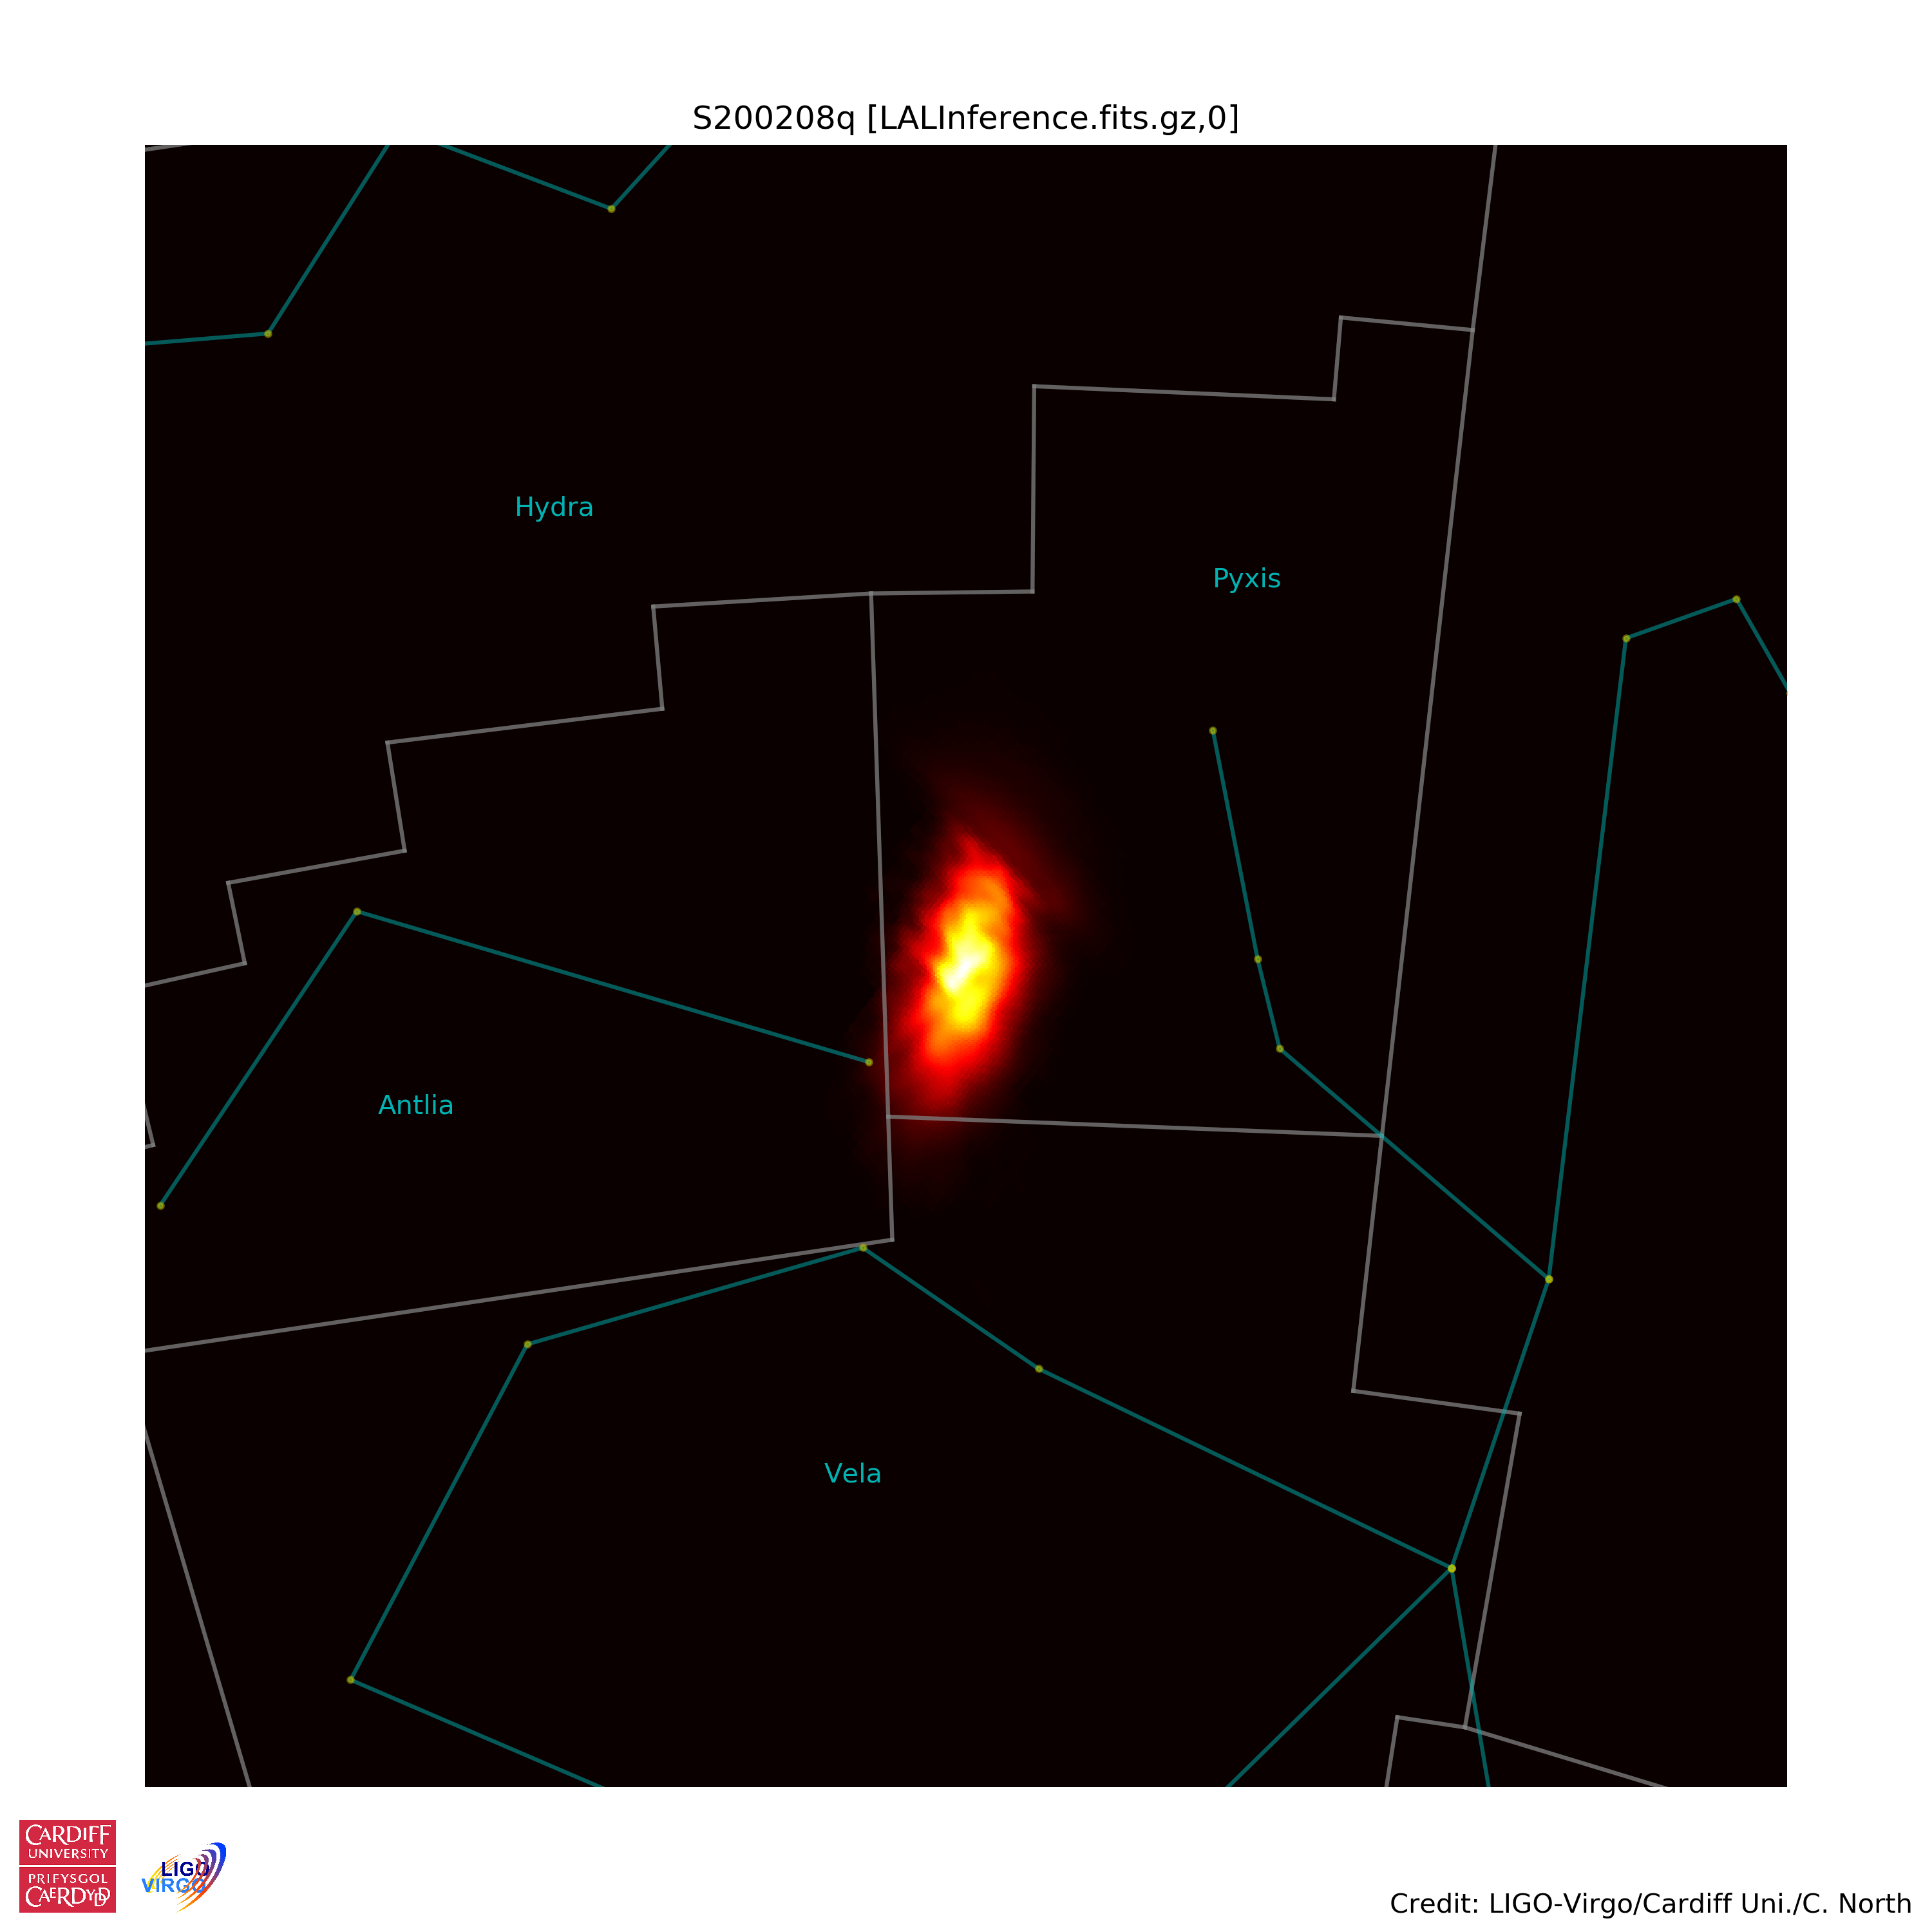 S200208q [LALInference.fits.gz,0]
Hydra
Pyxis
Antlia
Vela
CARDIFF
UNIVERSITY
PRIFYSGOL
CAERDYDD
LIGO
VIRGO
Credit: LIGO-Virgo/Cardiff Uni./C. North